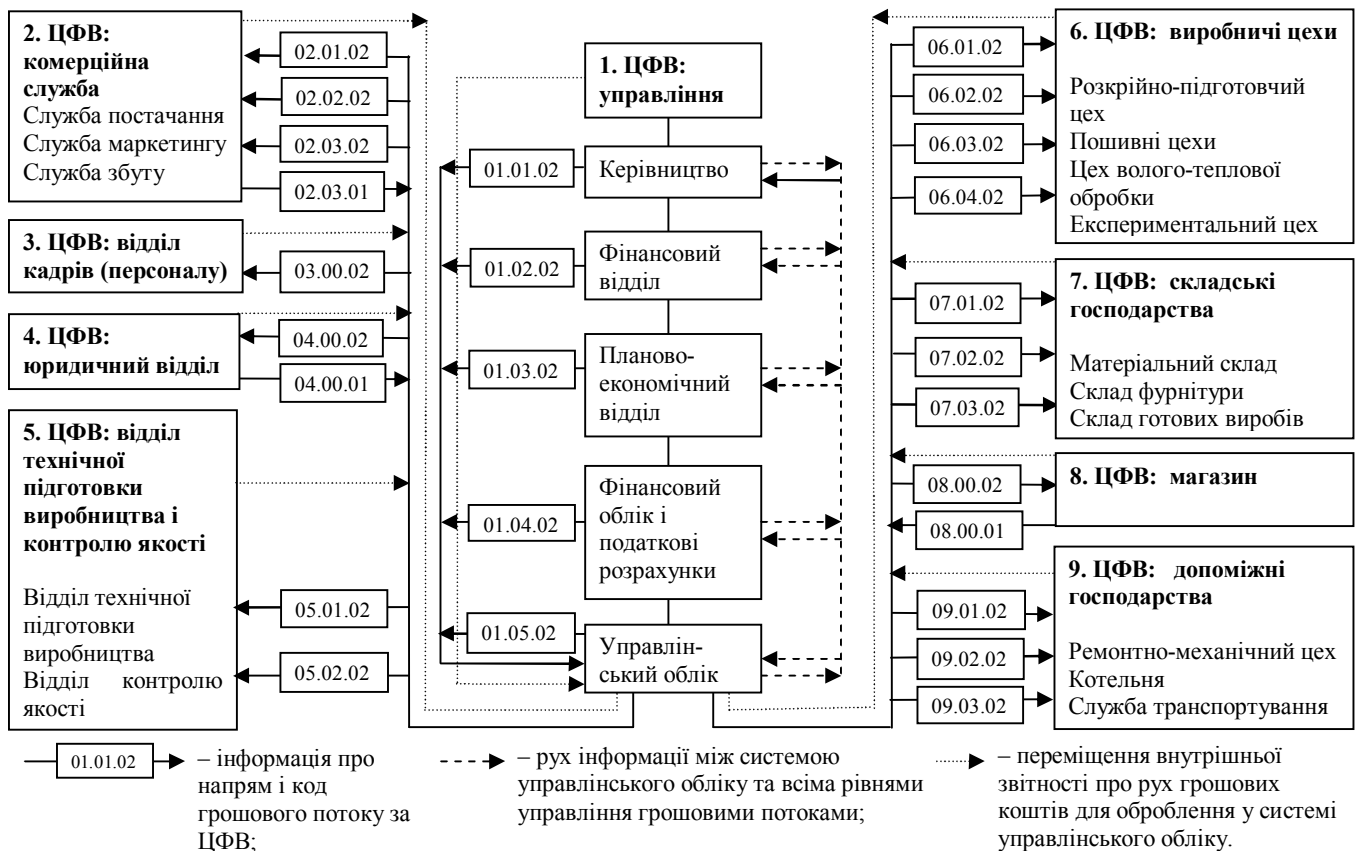 2. ЦФВ:
комерційна
служба
Служба постачання
Служба маркетингу
Служба збуту
02.01.02
02.02.02
02.03.02
02.03.01
3. ЦФВ: відділ
кадрів (персоналу)
03.00.02
4. ЦФВ:
юридичний відділ
04.00.02
04.00.01
5. ЦФВ: відділ
технічної
підготовки
виробництва і
контролю якості
Відділ технічної
підготовки
виробництва
Відділ контролю
якості
05.01.02
05.02.02
1. ЦФВ:
управління
01.01.02
Керівництво
01.02.02
Фінансовий
відділ
01.03.02
Планово-
економічний
відділ
01.04.02
Фінансовий
облік і
податкові
розрахунки
01.05.02
Управлін-
ський облік
06.01.02
06.02.02
06.03.02
06.04.02
6. ЦФВ: виробничі цехи
Розкрійно-підготовчий
цех
Пошивні цехи
Цех волого-теплової
обробки
Експериментальний цех
07.01.02
07.02.02
07.03.02
7. ЦФВ: складські
господарства
Матеріальний склад
Склад фурнітури
Склад готових виробів
08.00.02
08.00.01
8. ЦФВ: магазин
09.01.02
09.02.02
09.03.02
9. ЦФВ: допоміжні
господарства
Ремонтно-механічний цех
Котельня
Служба транспортування
01.01.02
– інформація про
напрям і код
грошового потоку за
ЦФВ;
– рух інформації між системою
управлінського обліку та всіма рівнями
управління грошовими потоками;
– переміщення внутрішньої
звітності про рух грошових
коштів для оброблення у системі
управлінського обліку.